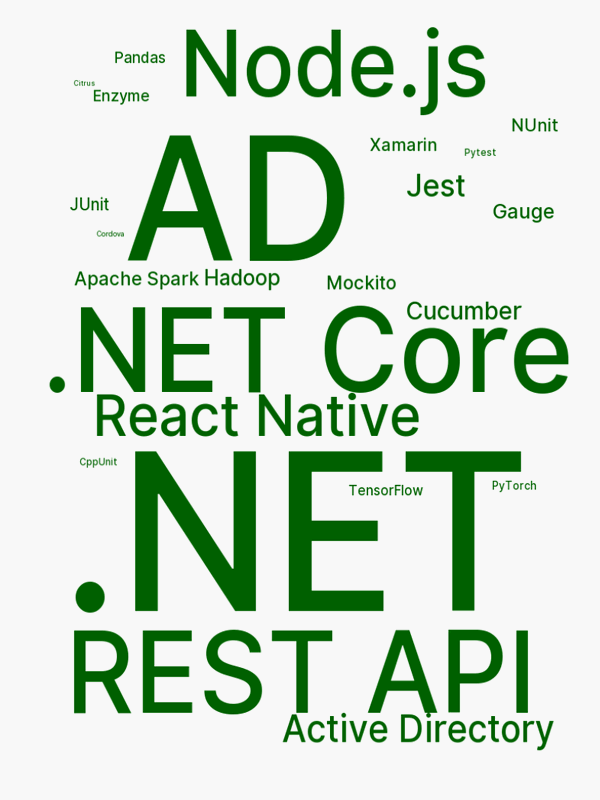 Node.js
Pandas
Citrus
Enzyme
NUnit
AD
Xamarin
Pytest
Jest
JUnit
Gauge
Cordova
Apache Spark
Hadoop
Mockito
Cucumber
.NET Core
React Native
CppUnit
.NET
TensorFlow
PyTorch
REST API
Active Directory